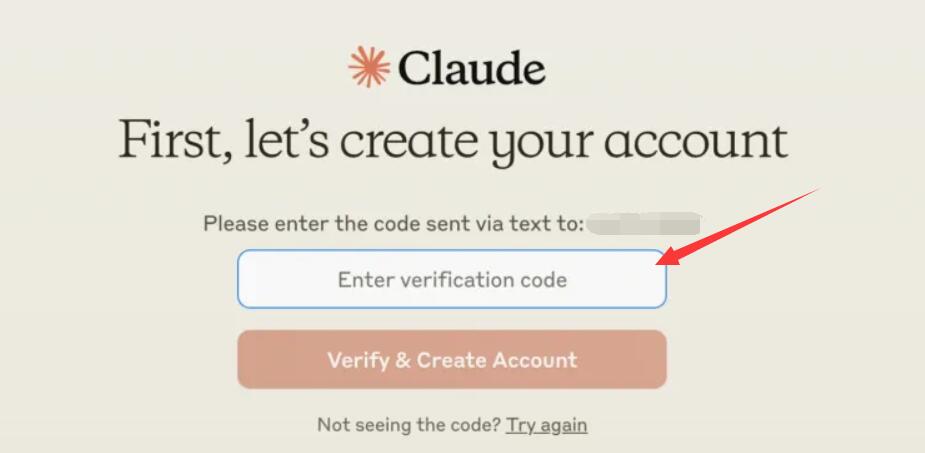 Claude
First, let's create your account
Please enter the code sent via text to:
Enter verification code
Verify & Create Account
Not seeing the code? Try again